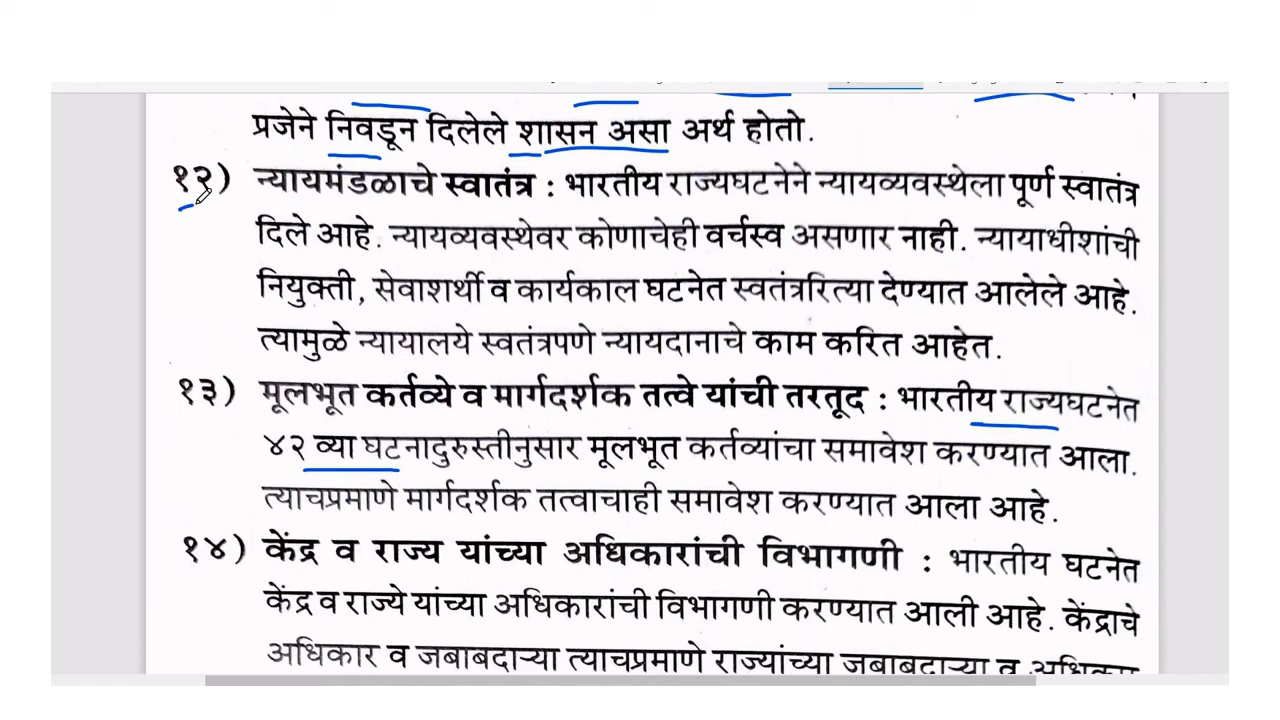 प्रजेने निवडून दिलेले शासन असा अर्थ होतो.
१२) न्यायमंडळाचे स्वातंत्र : भारतीय राज्यघटनेने न्यायव्यवस्थेला पूर्ण स्वातंत्र
दिले आहे. न्यायव्यवस्थेवर कोणाचेही वर्चस्व असणार नाही. न्यायाधीशांची
नियुक्ती, सेवाशर्थी व कार्यकाल घटनेत स्वतंत्ररित्या देण्यात आलेले आहे.
त्यामुळे न्यायालये स्वतंत्रपणे न्यायदानाचे काम करित आहेत.
१३) मूलभूत कर्तव्ये व मार्गदर्शक तत्वे यांची तरतूद : भारतीय राज्यघटनेत
४२ व्या घटनादुरुस्तीनुसार मूलभूत कर्तव्यांचा समावेश करण्यात आला.
त्याचप्रमाणे मार्गदर्शक तत्वाचाही समावेश करण्यात आला आहे.
१४) केंद्र व राज्य यांच्या अधिकारांची विभागणी : भारतीय घटनेत
केंद्र व राज्ये यांच्या अधिकारांची विभागणी करण्यात आली आहे. केंद्राचे
अधिकार व जबाबदाऱ्या त्याचप्रमाणे राज्यांच्या जबाबदाऱ्या व